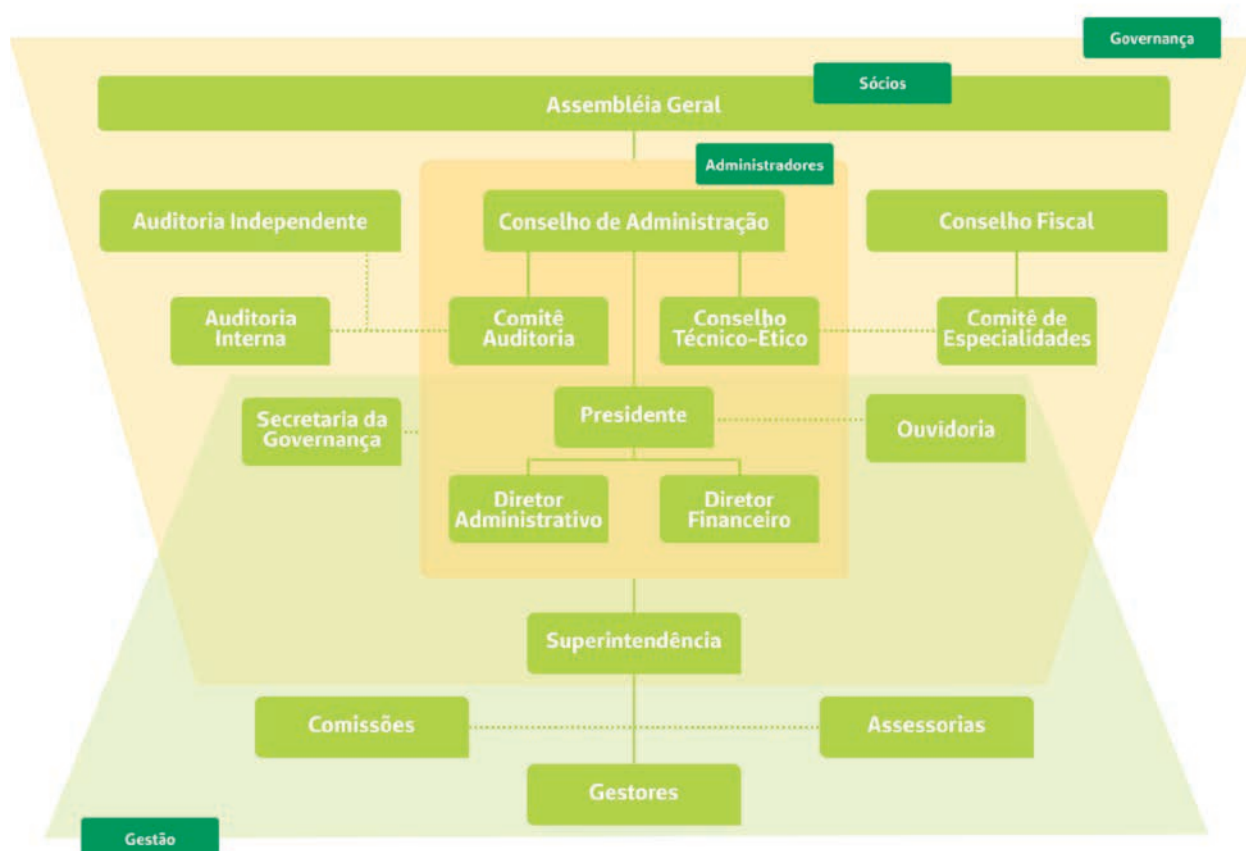 Governança
Sócios
Assembléia Geral
Administradores
Auditoria Independente
Conselho de Administração
Conselho Fiscal
Auditoria
Interna
Comitê
Auditoria
Conselho
Técnico-Ético
Comitê de
Especialidades
Secretaria da
Governança
Presidente
Ouvidoria
Diretor
Administrativo
Diretor
Financeiro
Superintendência
Comissões
Assessorias
Gestores
Gestão